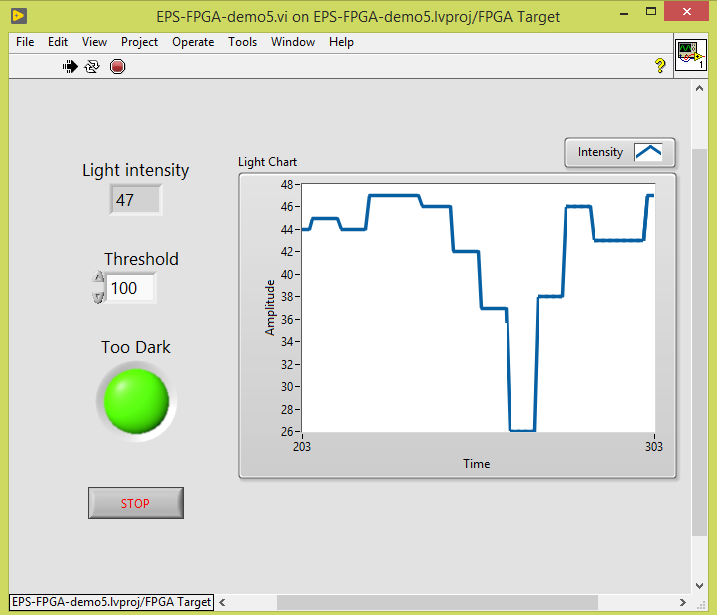 EPS-FPGA-demo5.vi on EPS-FPGA-demo5.lvproj/FPGA Target
File Edit View Project Operate Tools Window Help
?
1
Light intensity
47
Threshold
100
Too Dark
STOP
Light Chart
Intensity
48
46
44
42
40
38
36
34
32
30
28
26
Amplitude
203 303
Time
EPS-FPGA-demo5.lvproj/FPGA Target